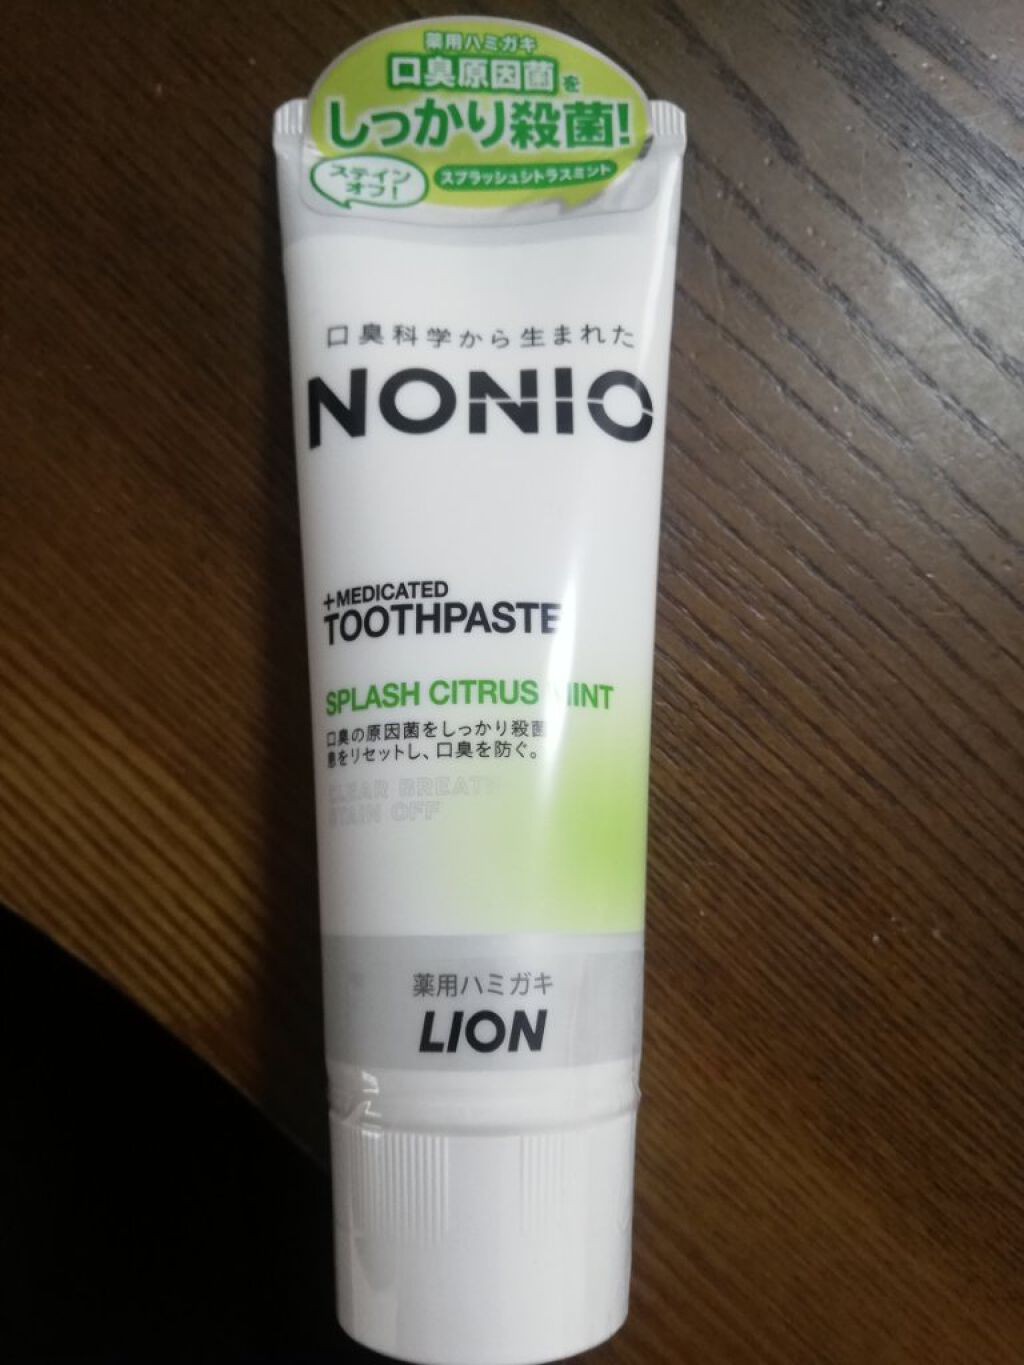 薬用ハミガキ
口臭原因菌を
しっかり殺菌!
ステイン
オフ!
スプラッシュシトラスミント
口臭科学から生まれた
NONIO
+MEDICATED
TOOTHPASTE
SPLASH CITRUS MINT
口臭の原因菌をしっかり殺菌
息をリセットし、口臭を防ぐ。
CLEAR BREATH
STAIN OFF
薬用ハミガキ
LION